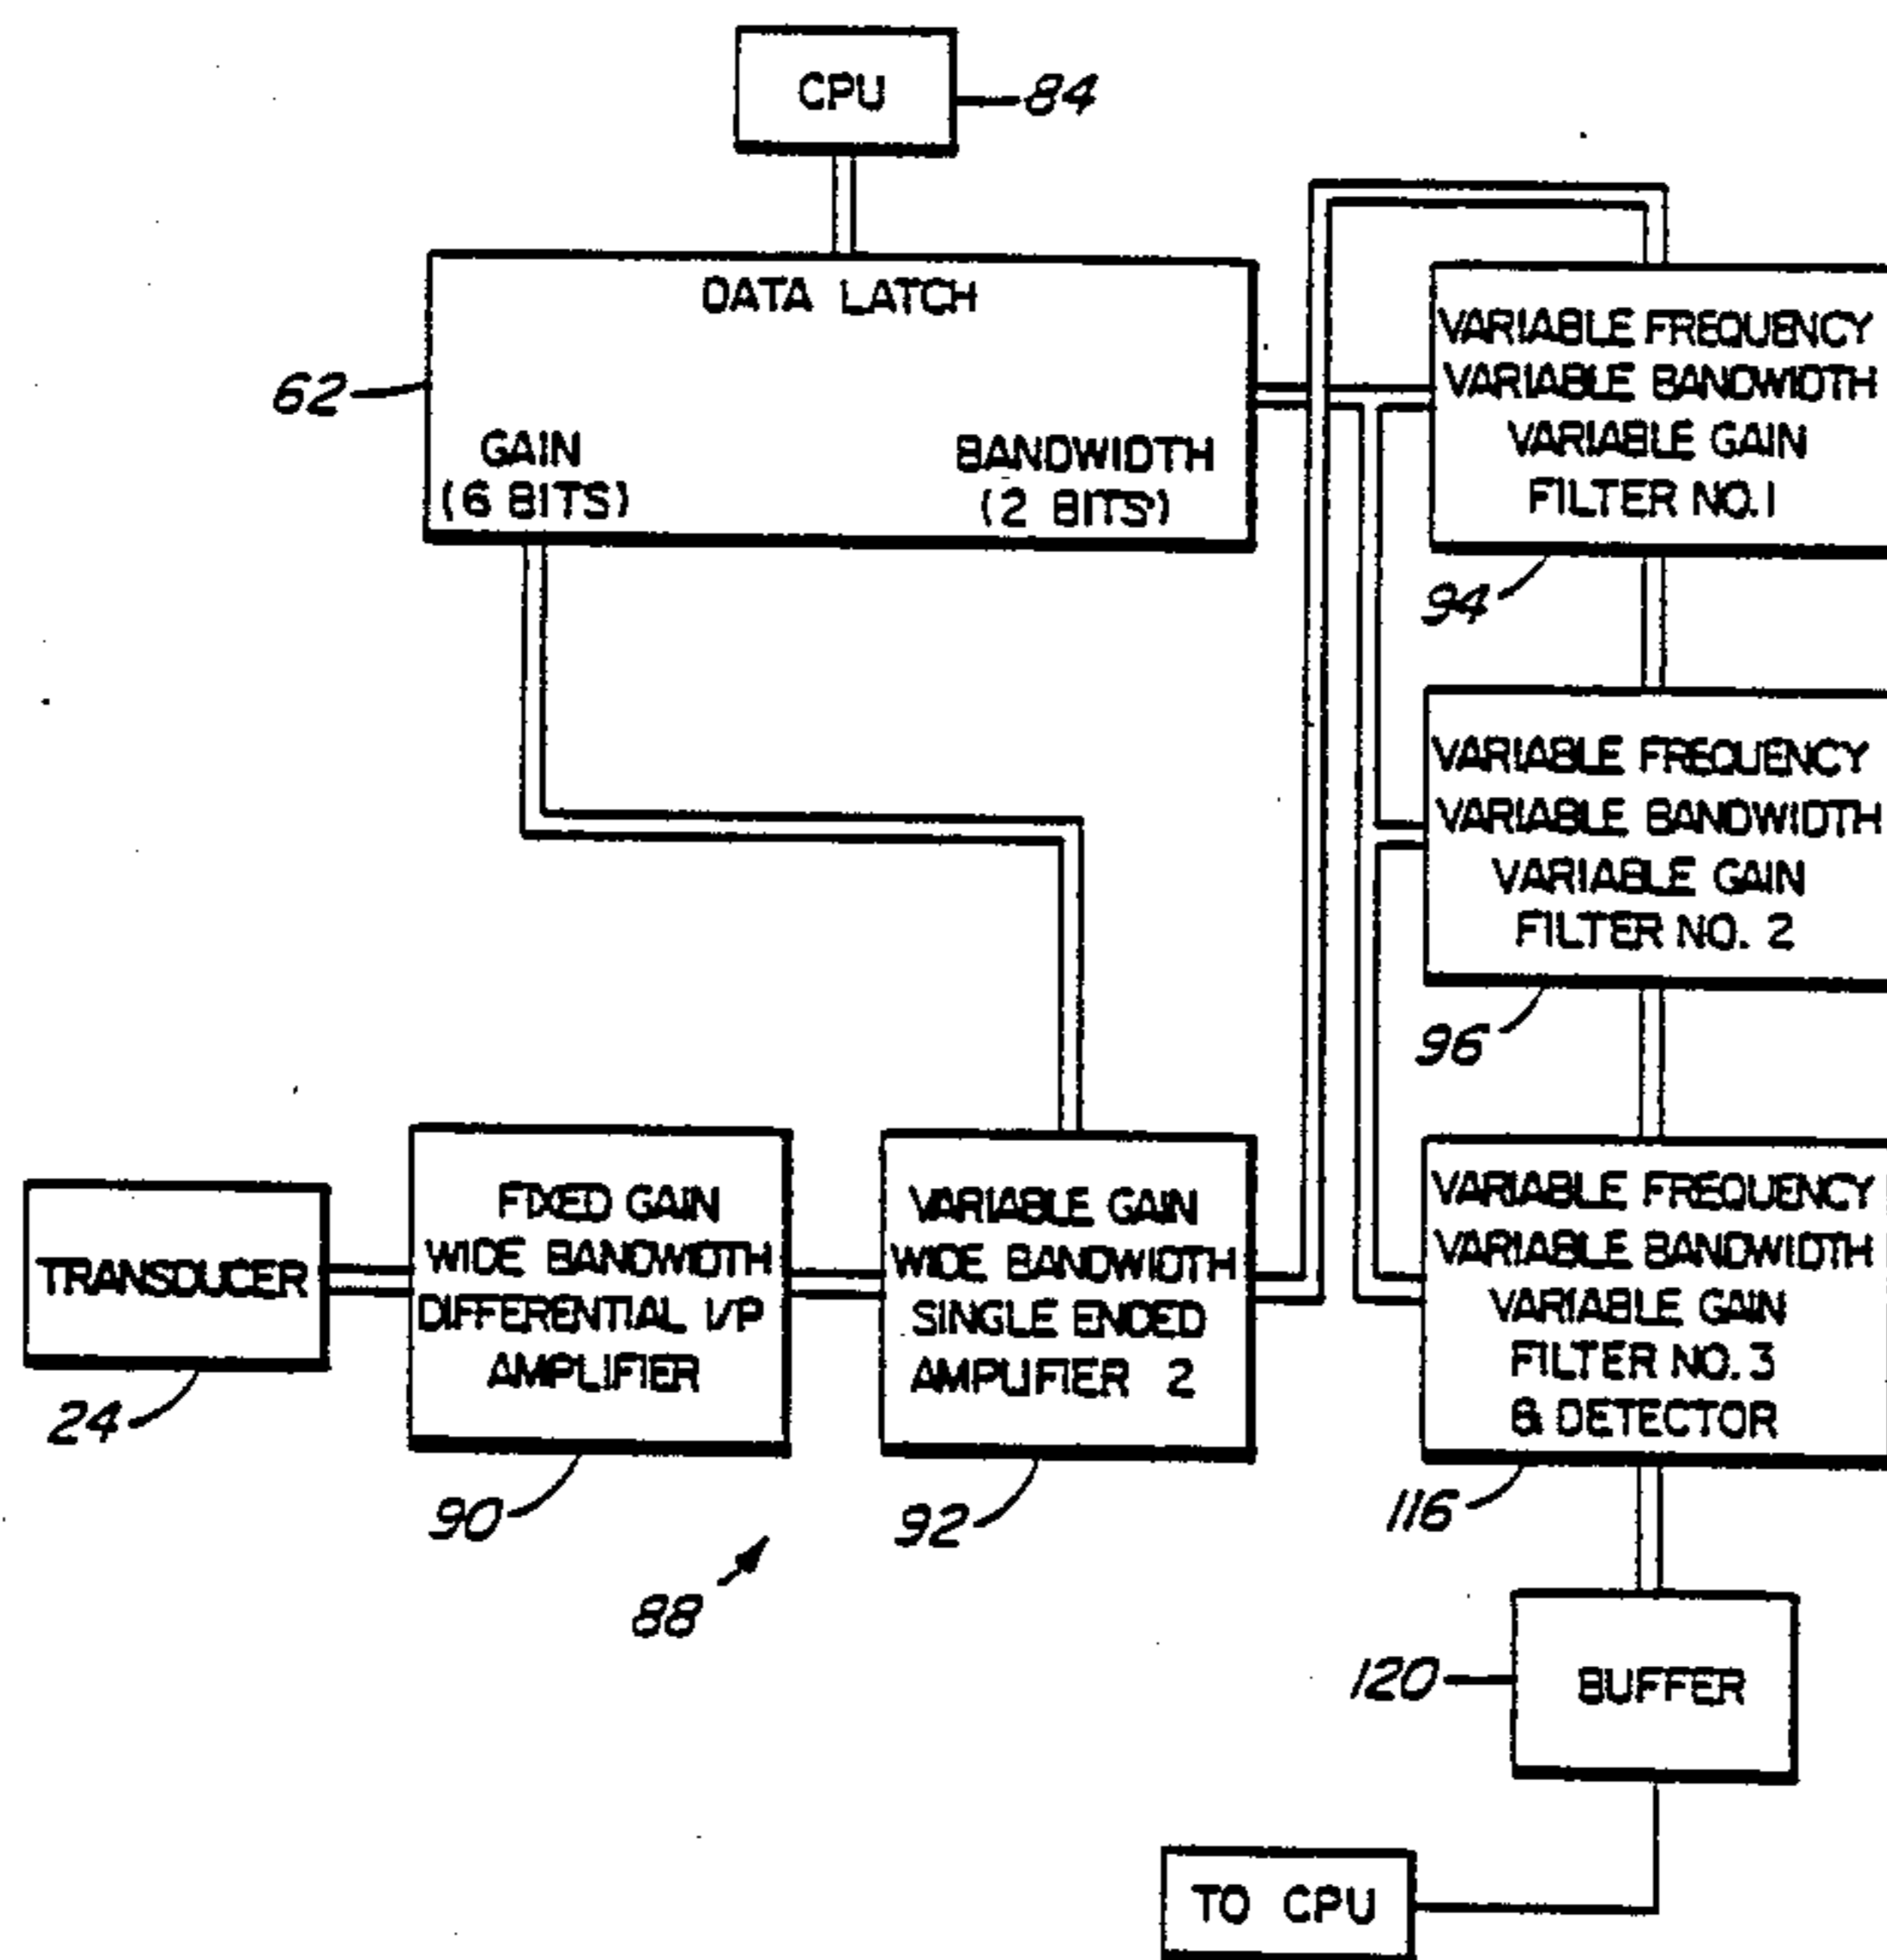 CPU
84
DATA LATCH
62
GAIN
(6 BITS)
BANDWIDTH
(2 BITS)
VARIABLE FREQUENCY
VARIABLE BANDWIDTH
VARIABLE GAIN
FILTER NO. 1
94
VARIABLE FREQUENCY
VARIABLE BANDWIDTH
VARIABLE GAIN
FILTER NO. 2
96
TRANSDUCER
24
FIXED GAIN
WIDE BANDWIDTH
DIFFERENTIAL I/P
AMPLIFIER
90
VARIABLE GAIN
WIDE BANDWIDTH
SINGLE ENDED
AMPLIFIER 2
92
88
VARIABLE FREQUENCY
VARIABLE BANDWIDTH
VARIABLE GAIN
FILTER NO. 3
& DETECTOR
116
120
BUFFER
TO CPU